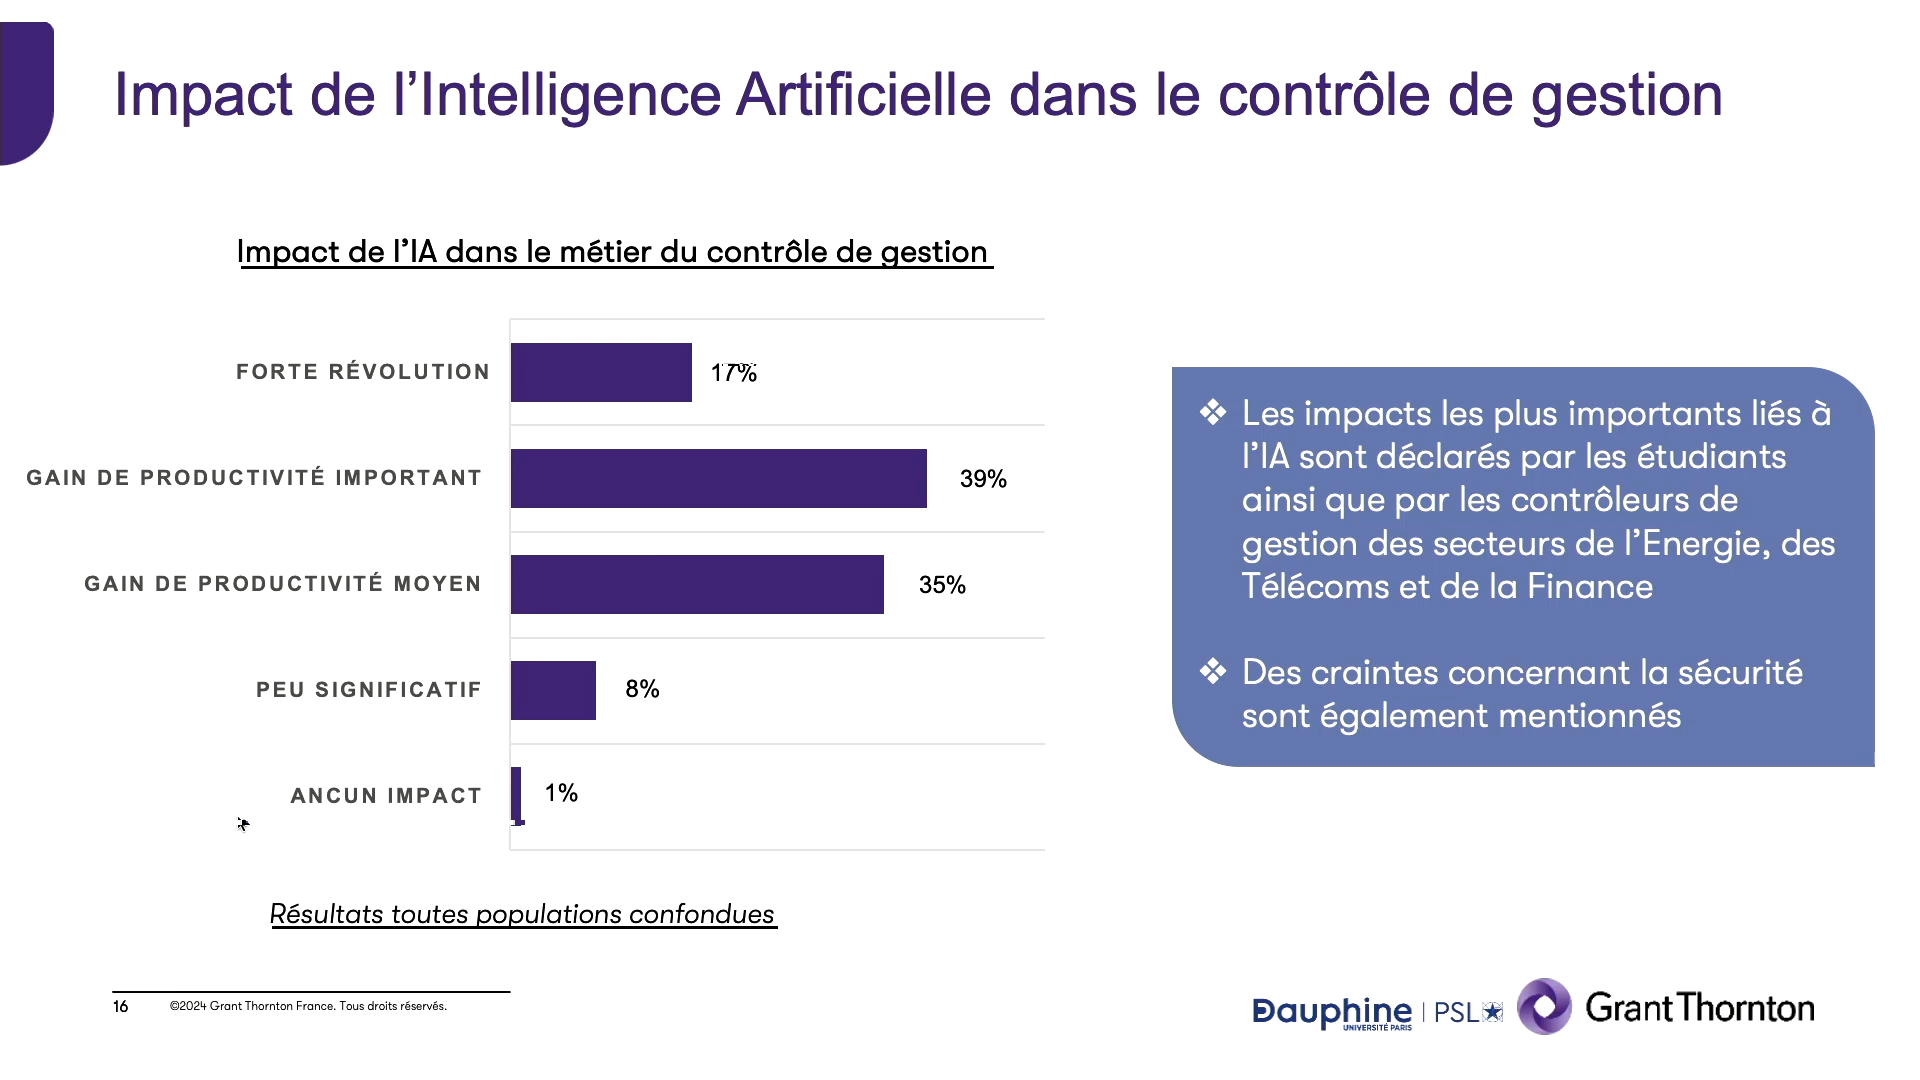 Impact de l’Intelligence Artificielle dans le contrôle de gestion
Impact de l’IA dans le métier du contrôle de gestion
FORTE RÉVOLUTION 17%
GAIN DE PRODUCTIVITÉ IMPORTANT 39%
GAIN DE PRODUCTIVITÉ MOYEN 35%
PEU SIGNIFICATIF 8%
ANCUN IMPACT 1%
Résultats toutes populations confondues
❖ Les impacts les plus importants liés à
l’IA sont déclarés par les étudiants
ainsi que par les contrôleurs de
gestion des secteurs de l’Energie, des
Télécoms et de la Finance
❖ Des craintes concernant la sécurité
sont également mentionnés
16 ©2024 Grant Thornton France. Tous droits réservés.
Dauphine | PSL
UNIVERSITÉ PARIS
Grant Thornton